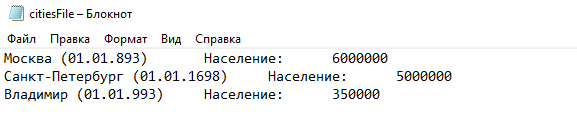 citiesFile – Блокнот
Файл Правка Формат Вид Справка
Москва (01.01.893) Население: 6000000
Санкт-Петербург (01.01.1698) Население: 5000000
Владимир (01.01.993) Население: 350000